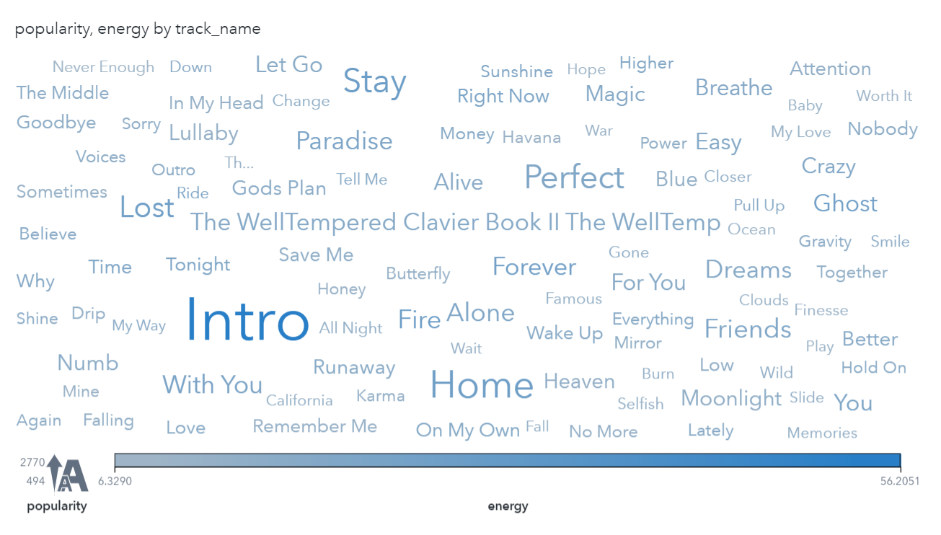 popularity, energy by track_name
Never Enough Down Let Go Stay Sunshine Hope Higher Breathe Attention
The Middle In My Head Change Right Now Magic Baby Worth It
Goodbye Sorry Lullaby Paradise Money Havana War Power Easy My Love Nobody
Voices Outro Th... Tell Me Alive Perfect Blue Closer Crazy
Sometimes Ride Gods Plan Pull Up Ghost
Lost The WellTempered Clavier Book II The WellTemp Ocean
Believe Save Me Gone Gravity Smile
Why Time Tonight Butterfly Forever For You Dreams Together
Honey Famous Clouds Finesse
Shine Drip My Way Intro All Night Fire Alone Wake Up Everything Friends
Wait Mirror Play Better
Numb Runaway Low Hold On
Mine With You California Karma Home Heaven Burn Wild
Selfish Moonlight Slide You
Again Falling Love Remember Me On My Own Fall No More Lately Memories
2770
494 A A 6.3290 56.2051
popularity energy